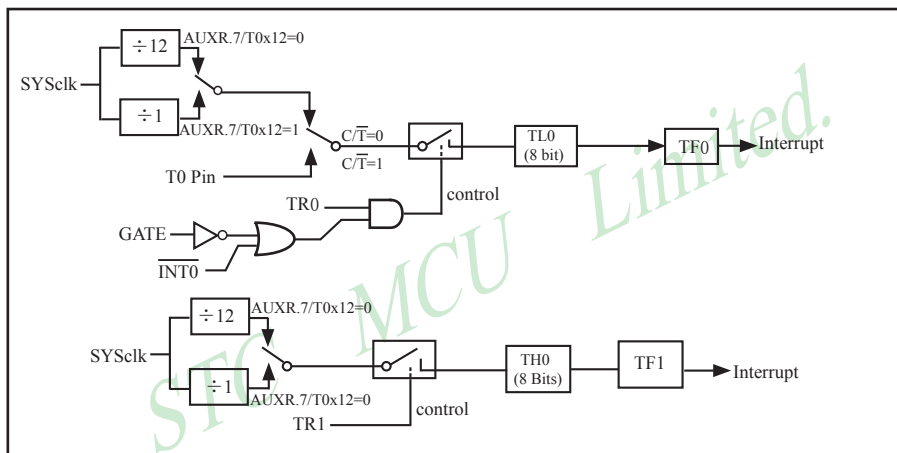 ÷12
AUXR.7/T0x12=0
SYSclk
÷1
AUXR.7/T0x12=1
C/T̅=0
C/T̅=1
T0 Pin
TL0
(8 bit)
TF0
Interrupt
control
TR0
GATE
I̅N̅T̅0̅
÷12
AUXR.7/T0x12=0
SYSclk
÷1
AUXR.7/T0x12=0
TH0
(8 Bits)
TF1
Interrupt
control
TR1
STC MCU Limited.